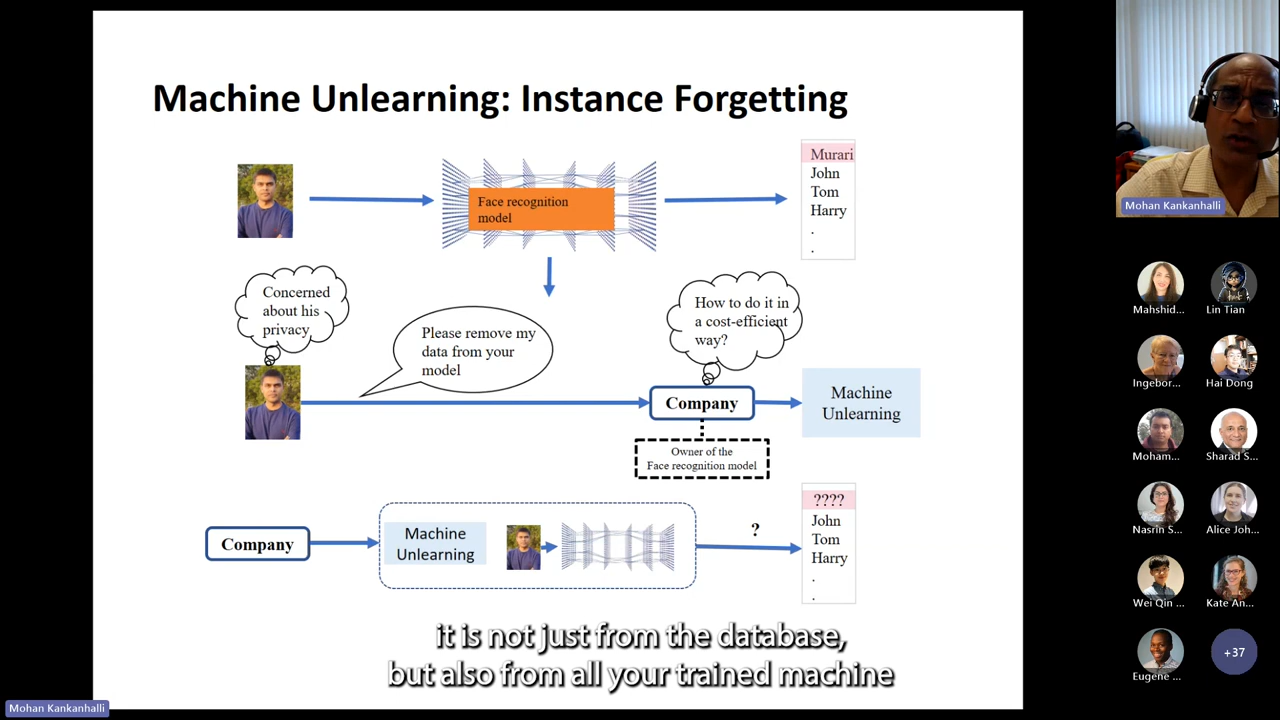 Machine Unlearning: Instance Forgetting
Face recognition
model
Murari
John
Tom
Harry
.
.
Concerned
about his
privacy
Please remove my
data from your
model
How to do it in
a cost-efficient
way?
Company
Machine
Unlearning
Owner of the
Face recognition model
Company
Machine
Unlearning
?
????
John
Tom
Harry
.
.
it is not just from the database,
but also from all your trained machine
Mohan Kankanhalli
Mohan Kankanhalli
Mahshid...
Lin Tian
Ingebor...
Hai Dong
Moham...
Sharad S...
Nasrin S...
Alice Joh...
Wei Qin ...
Kate An...
Eugene ...
+37